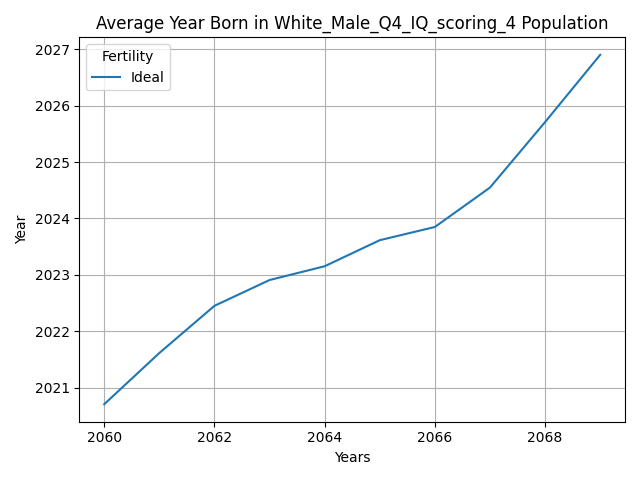 Average Year Born in White_Male_Q4_IQ_scoring_4 Population
Fertility
Ideal
2027
2026
2025
2024
2023
2022
2021
Year
2060 2062 2064 2066 2068
Years